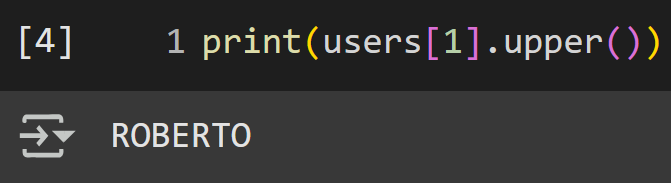 [4] 1 print(users[1].upper())
ROBERTO